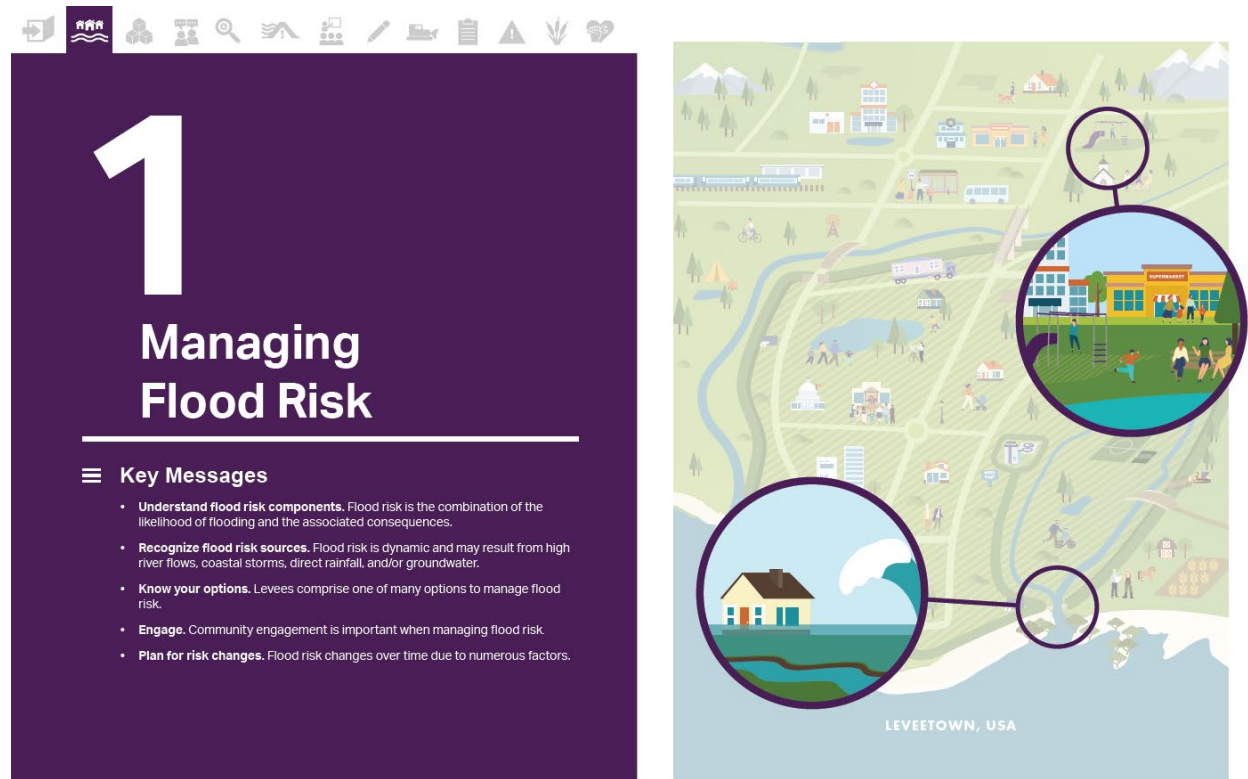 1
Managing
Flood Risk
Key Messages
• Understand flood risk components. Flood risk is the combination of the
likelihood of flooding and the associated consequences.
• Recognize flood risk sources. Flood risk is dynamic and may result from high
river flows, coastal storms, direct rainfall, and/or groundwater.
• Know your options. Levees comprise one of many options to manage flood
risk.
• Engage. Community engagement is important when managing flood risk.
• Plan for risk changes. Flood risk changes over time due to numerous factors.
SUPERMARKET
LEVEETOWN, USA